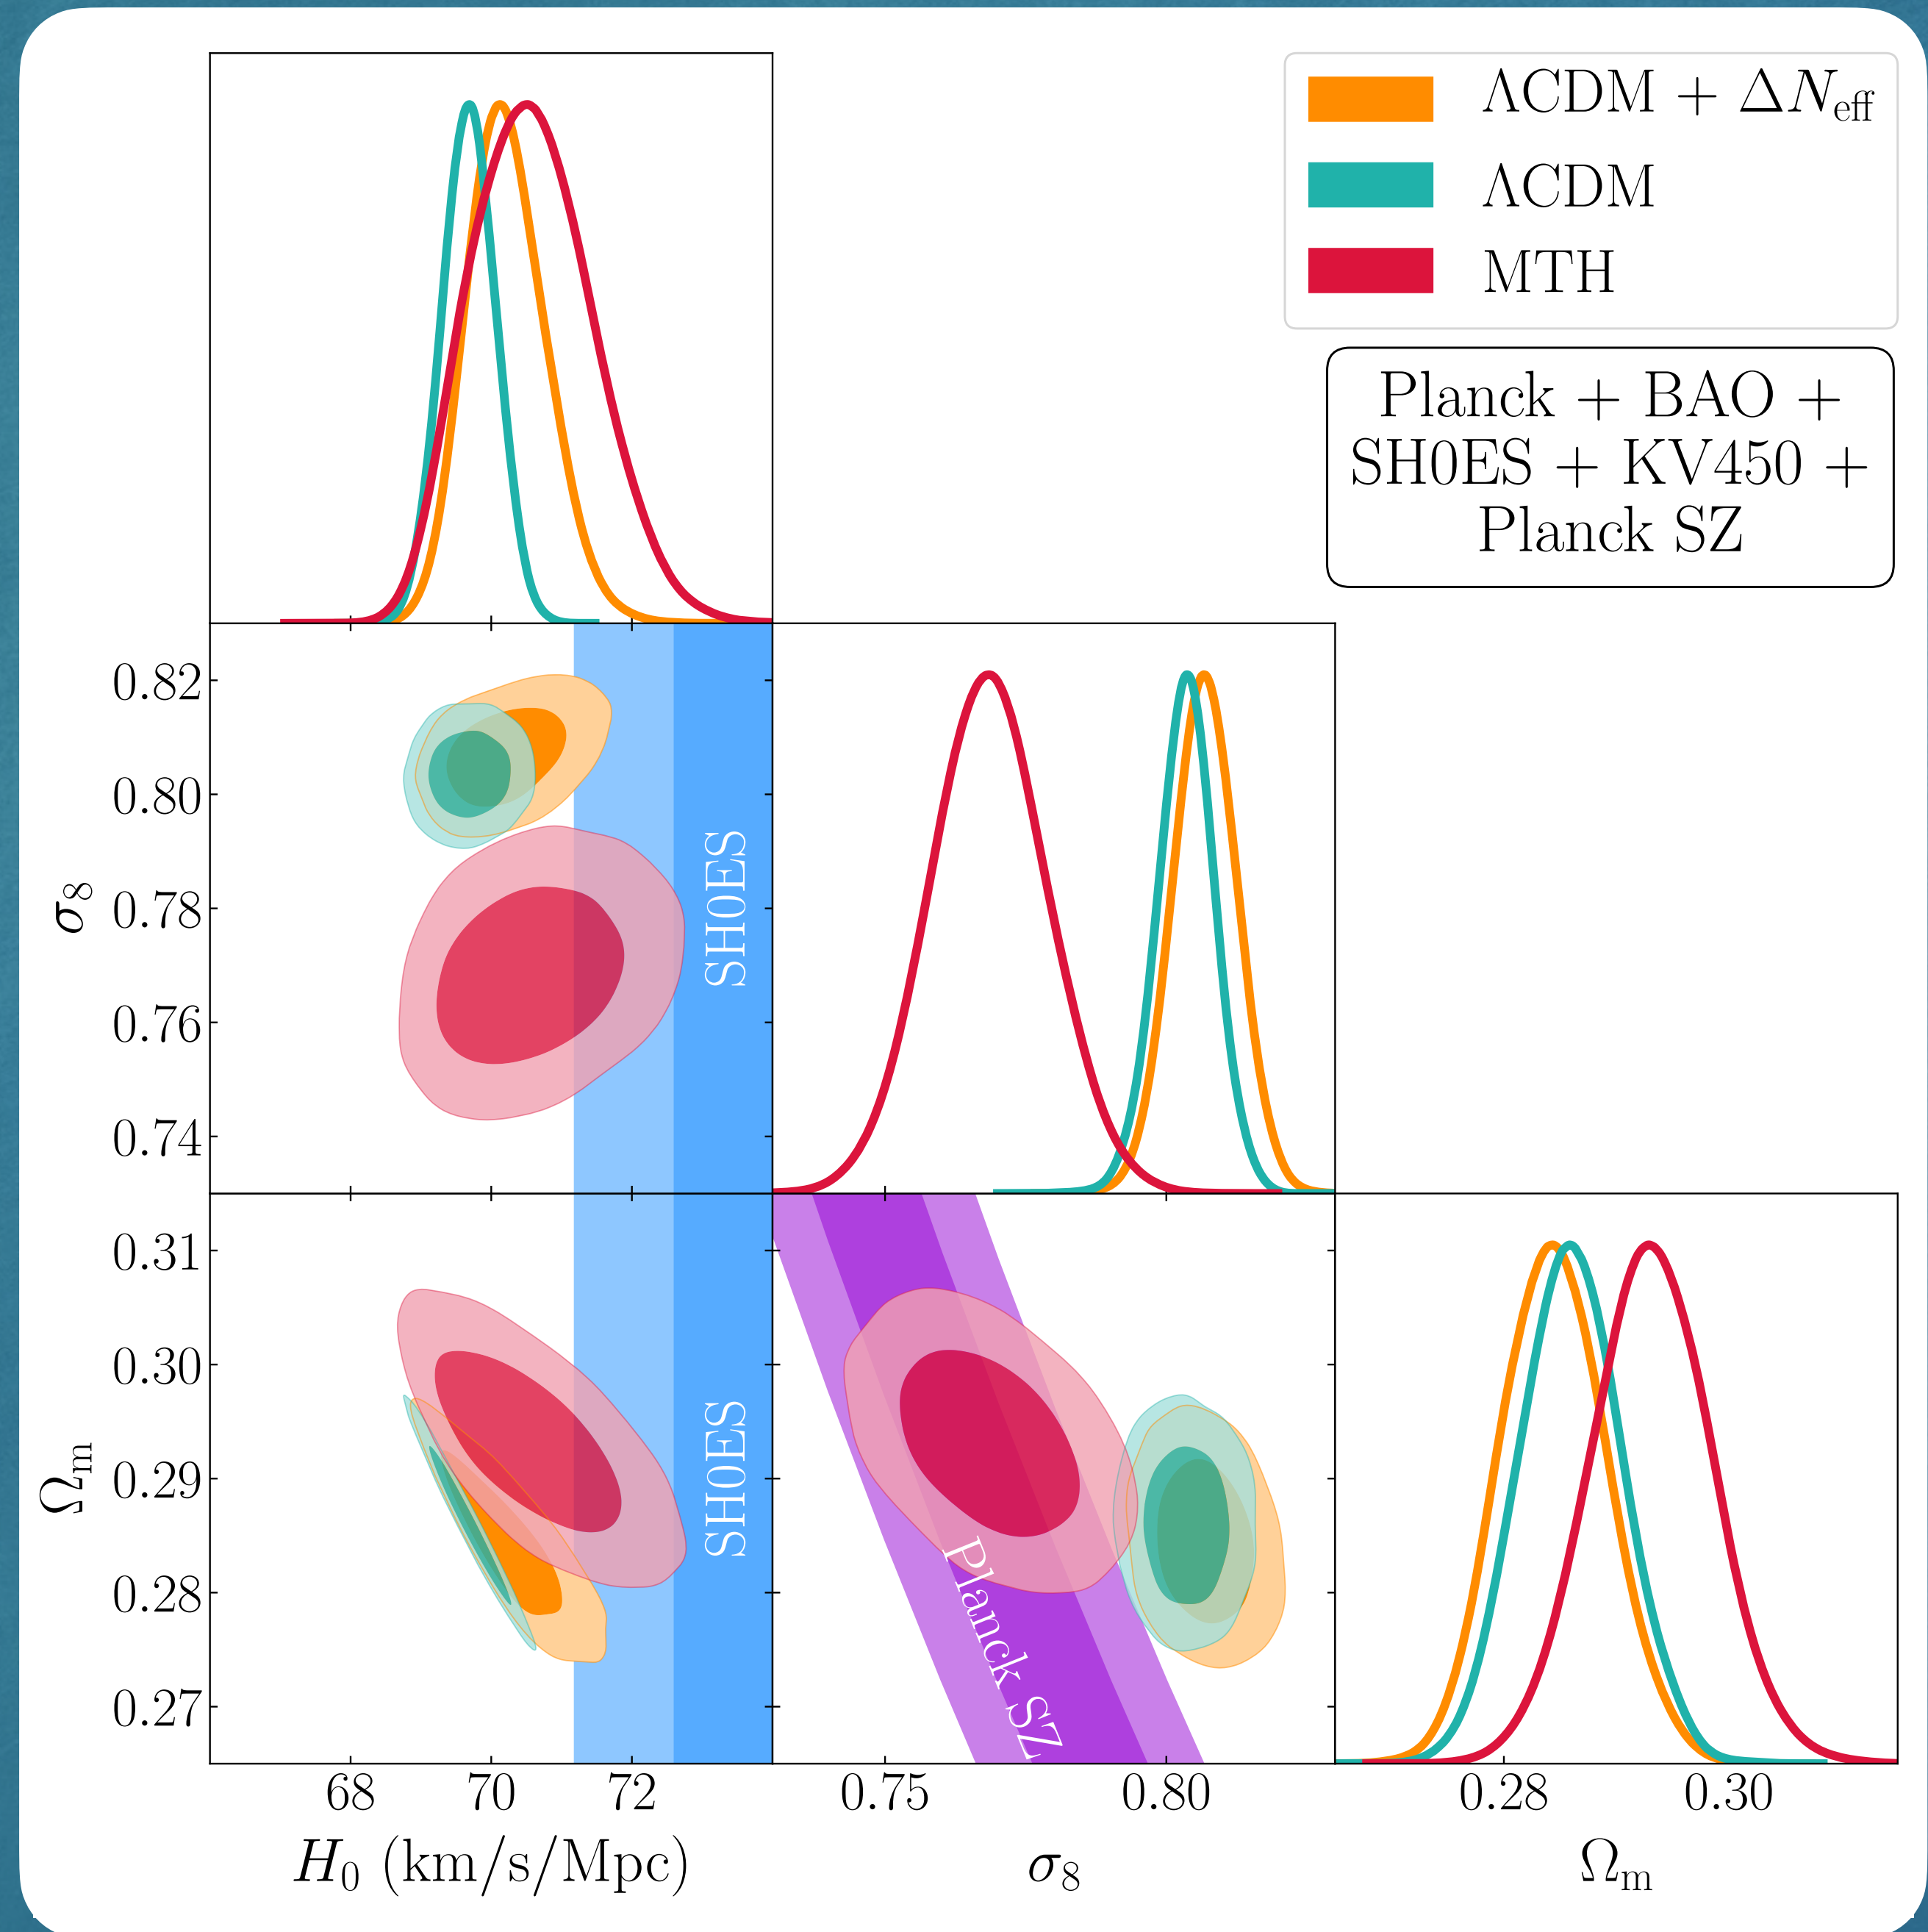 ΛCDM + ΔN_eff
ΛCDM
MTH
Planck + BAO +
SH0ES + KV450 +
Planck SZ
0.82
0.80
0.78
0.76
0.74
σ_8
SH0ES
0.31
0.30
0.29
0.28
0.27
Ω_m
SH0ES
Planck SZ
68 70 72
0.75 0.80
0.28 0.30
H_0 (km/s/Mpc)
σ_8
Ω_m